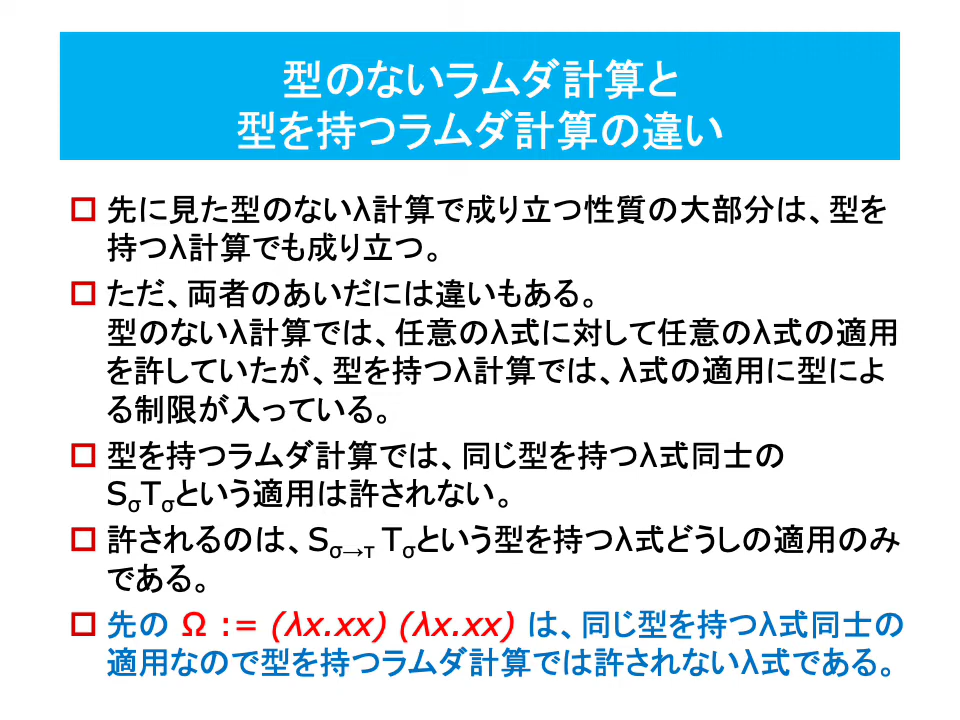 型のないラムダ計算と
型を持つラムダ計算の違い
先に見た型のないλ計算で成り立つ性質の大部分は、型を
持つλ計算でも成り立つ。
ただ、両者のあいだには違いもある。
型のないλ計算では、任意のλ式に対して任意のλ式の適用
を許していたが、型を持つλ計算では、λ式の適用に型によ
る制限が入っている。
型を持つラムダ計算では、同じ型を持つλ式同士の
SσTσという適用は許されない。
許されるのは、Sσ→τ Tσという型を持つλ式どうしの適用のみ
である。
先の Ω := (λx.xx) (λx.xx) は、同じ型を持つλ式同士の
適用なので型を持つラムダ計算では許されないλ式である。